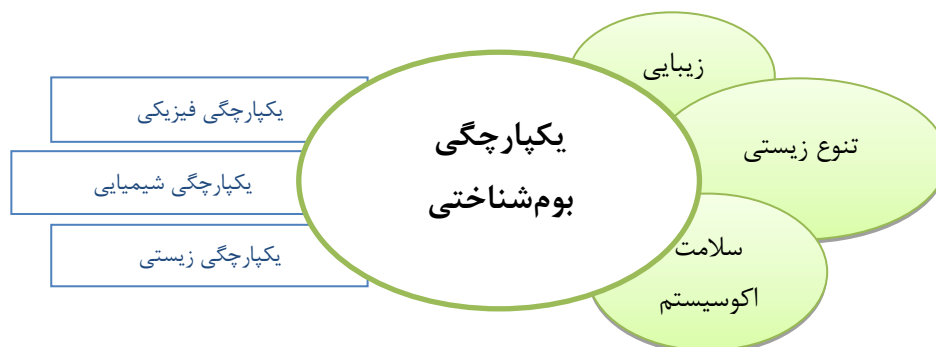 زیبایی
تنوع زیستی
سلامت
اکوسیستم
یکپارچگی
بوم‌شناختی
یکپارچگی فیزیکی
یکپارچگی شیمیایی
یکپارچگی زیستی